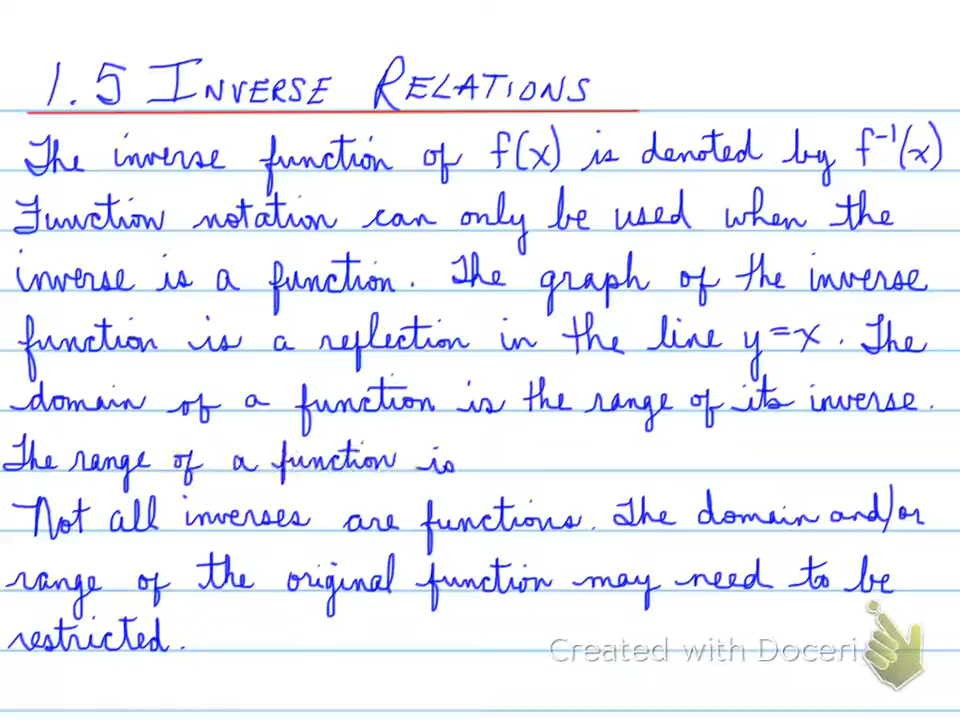 1.5 INVERSE RELATIONS
The inverse function of f(x) is denoted by f⁻¹(x)
Function notation can only be used when the
inverse is a function. The graph of the inverse
function is a reflection in the line y=x. The
domain of a function is the range of its inverse.
The range of a function is
Not all inverses are functions. The domain and/or
range of the original function may need to be
restricted.
Created with Doceri